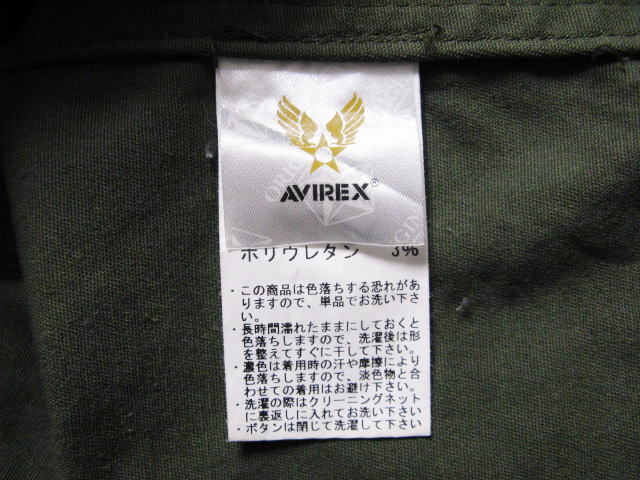 AVIREX®
ポリウレタン 3%
・この商品は色落ちする恐れがあ
りますので、単品でお洗い下さ
い。
・長時間濡れたままにしておくと
色落ちしますので、洗濯後は形
を整えてすぐに干して下さい。
・濃色は着用時の汗や摩擦により
色落ちしますので、淡色物と合
わせての着用はお避け下さい。
・洗濯の際はクリーニングネット
に裏返しに入れてお洗い下さい
・ボタンは閉じて洗濯して下さい